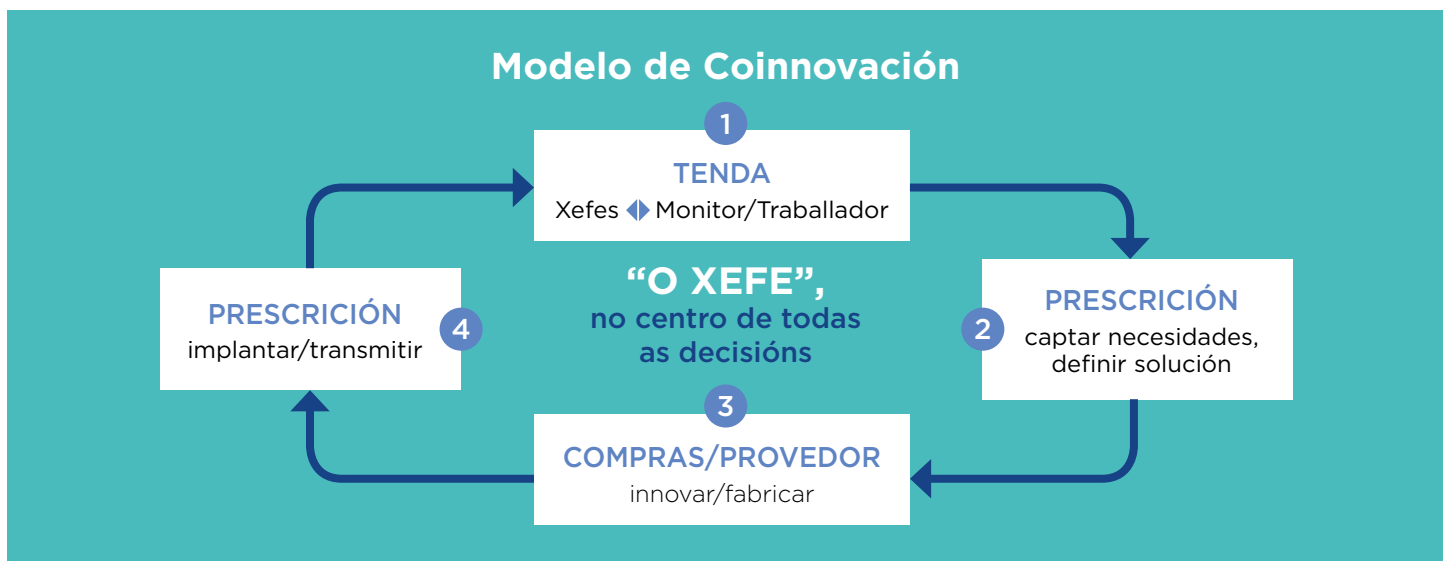 Modelo de Coinnovación
1
TENDA
Xefes Monitor/Traballador
2
PRESCRICIÓN
captar necesidades,
definir solución
3
COMPRAS/PROVEDOR
innovar/fabricar
4
PRESCRICIÓN
implantar/transmitir
“O XEFE”,
no centro de todas
as decisións